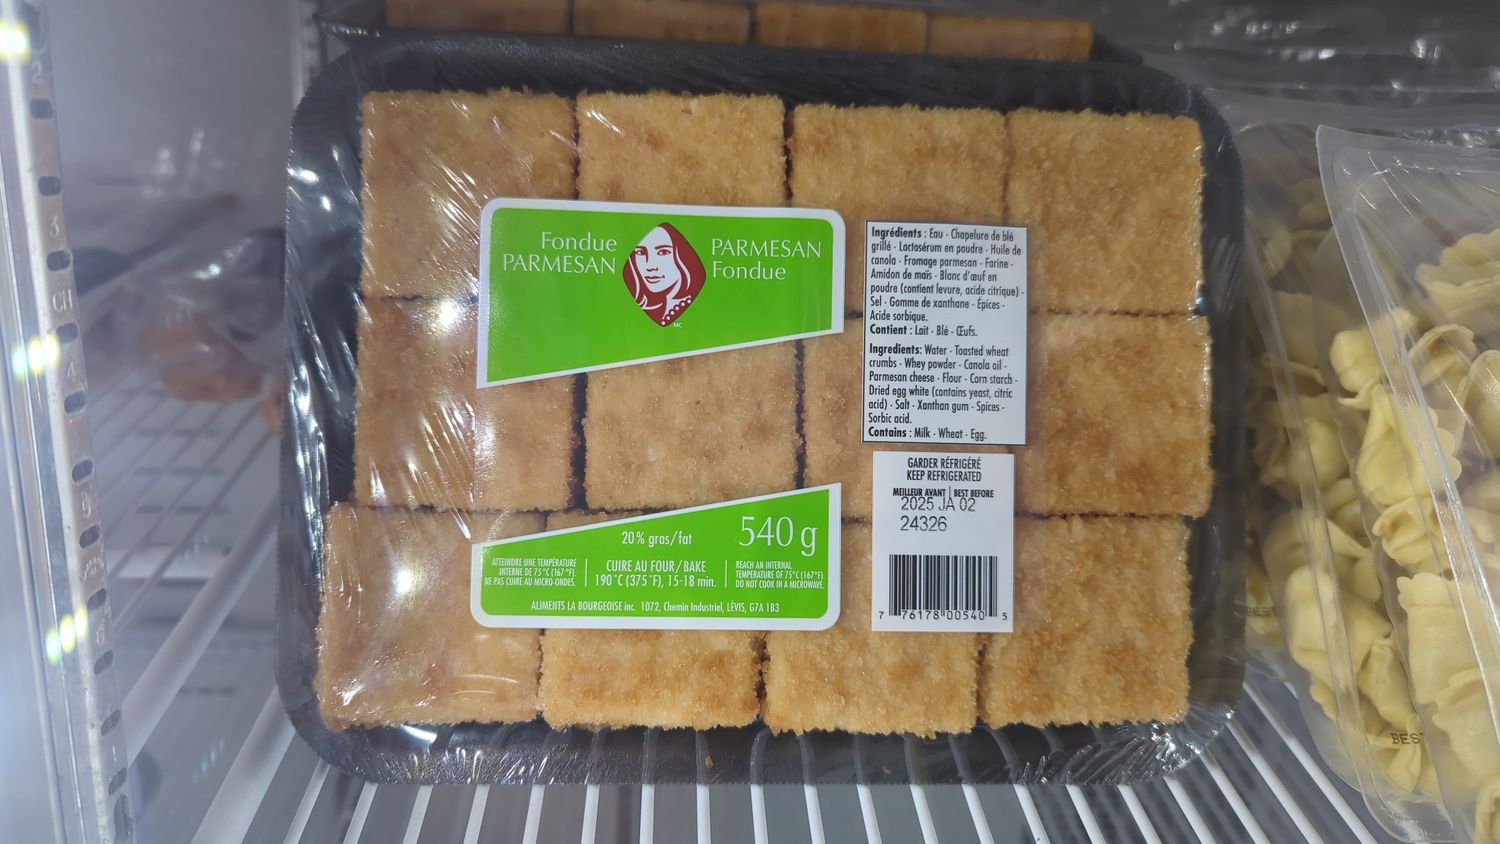 Fondue
PARMESAN
PARMESAN
Fondue
MC
Ingrédients : Eau - Chapelure de blé
grillé - Lactosérum en poudre - Huile de
canola - Fromage parmesan - Farine -
Amidon de maïs - Blanc d'œuf en
poudre (contient levure, acide citrique) -
Sel - Gomme de xanthane - Épices -
Acide sorbique.
Contient : Lait - Blé - Œufs.
Ingredients: Water - Toasted wheat
crumbs - Whey powder - Canola oil -
Parmesan cheese - Flour - Corn starch -
Dried egg white (contains yeast, citric
acid) - Salt - Xanthan gum - Spices -
Sorbic acid.
Contains : Milk - Wheat - Egg.
GARDER RÉFRIGÉRÉ
KEEP REFRIGERATED
MEILLEUR AVANT | BEST BEFORE
2025 JA 02
24326
7 76178 00540 5
20% gras/fat
540 g
ATTEINDRE UNE TEMPÉRATURE
INTERNE DE 75°C (167°F).
NE PAS CUIRE AU MICRO-ONDES.
CUIRE AU FOUR/BAKE
190°C (375°F), 15-18 min.
REACH AN INTERNAL
TEMPERATURE OF 75°C (167°F).
DO NOT COOK IN A MICROWAVE.
ALIMENTS LA BOURGEOISE inc. 1072, Chemin Industriel, LÉVIS, G7A 1B3
BEST
BES